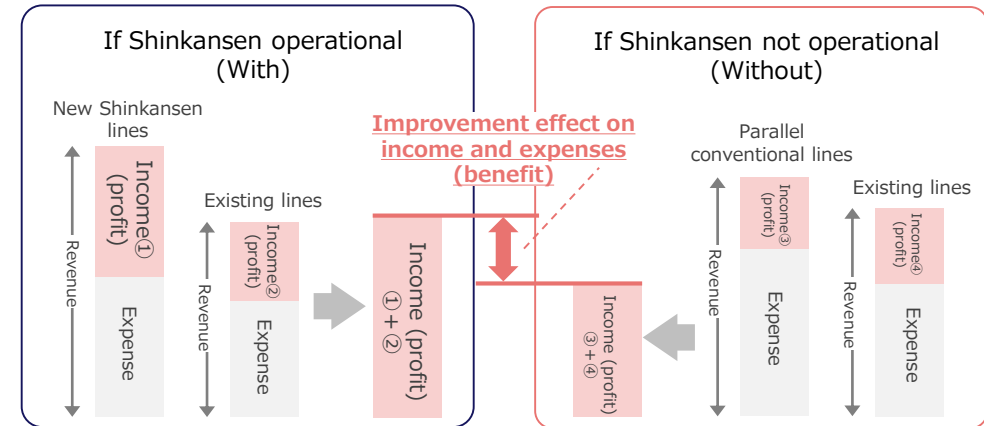 If Shinkansen operational
(With)
New Shinkansen
lines
Revenue
Income①
(profit)
Expense
Existing lines
Revenue
Income②
(profit)
Expense
Income (profit)
①+②
Improvement effect on
income and expenses
(benefit)
If Shinkansen not operational
(Without)
Income (profit)
③+④
Parallel
conventional lines
Revenue
Income③
(profit)
Expense
Existing lines
Revenue
Income④
(profit)
Expense